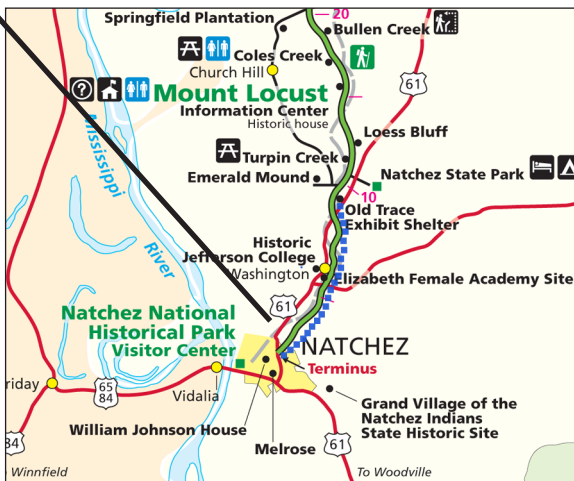 Springfield Plantation
20
Bullen Creek
Coles Creek
Church Hill
61
?
Mount Locust
Information Center
Historic house
Loess Bluff
Mississippi
River
Turpin Creek
Emerald Mound
Natchez State Park
10
Old Trace
Exhibit Shelter
Historic
Jefferson College
Washington
Elizabeth Female Academy Site
61
Natchez National
Historical Park
Visitor Center
NATCHEZ
Terminus
riday
65
84
Vidalia
Grand Village of the
Natchez Indians
State Historic Site
William Johnson House
Melrose
61
84
Winnfield
To Woodville